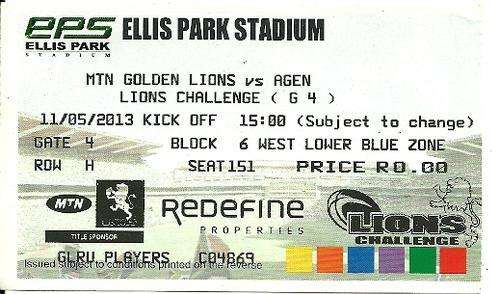 EPS ELLIS PARK STADIUM
ELLIS PARK
STADIUM
MTN GOLDEN LIONS vs AGEN
LIONS CHALLENGE ( G 4 )
11/05/2013 KICK OFF 15:00 (Subject to change)
GATE 4 BLOCK 6 WEST LOWER BLUE ZONE
ROW H SEAT 151 PRICE R0.00
MTN
TITLE SPONSOR
REDEFINE
PROPERTIES
LIONS
CHALLENGE
GLRU PLAYERS C04869
Issued subject to conditions printed on the reverse